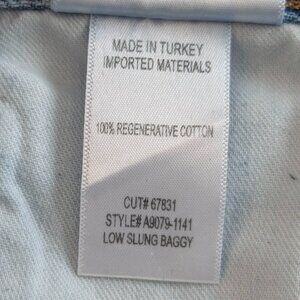 MADE IN TURKEY
IMPORTED MATERIALS
100% REGENERATIVE COTTON
CUT# 67831
STYLE# A9079-1141
LOW SLUNG BAGGY